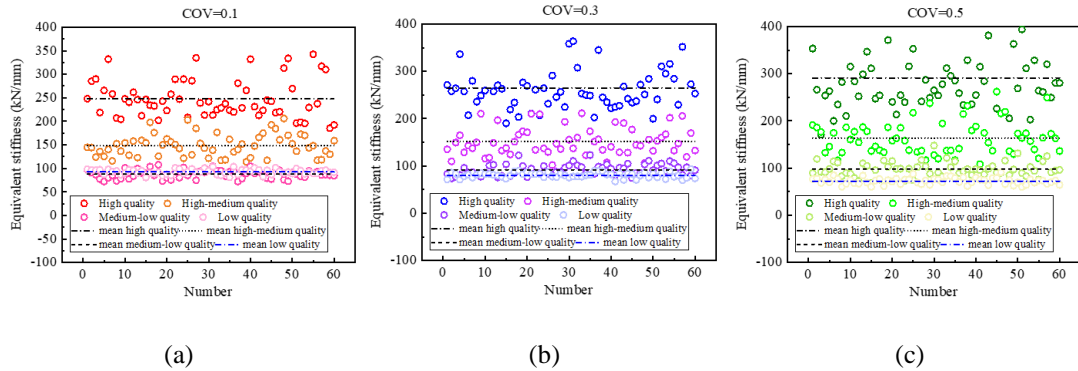 COV=0.1
Equivalent stiffness (kN/mm)
400
350
300
250
200
150
100
50
0
-50
-100
High quality High-medium quality
Medium-low quality Low quality
mean high quality mean high-medium quality
mean medium-low quality mean low quality
0 10 20 30 40 50 60
Number
(a)
COV=0.3
Equivalent stiffness (kN/mm)
400
300
200
100
0
-100
High quality High-medium quality
Medium-low quality Low quality
mean high quality mean high-medium quality
mean medium-low quality mean low quality
0 10 20 30 40 50 60
Number
(b)
COV=0.5
Equivalent stiffness (kN/mm)
400
300
200
100
0
-100
High quality High-medium quality
Medium-low quality Low quality
mean high quality mean high-medium quality
mean medium-low quality mean low quality
0 10 20 30 40 50 60
Number
(c)